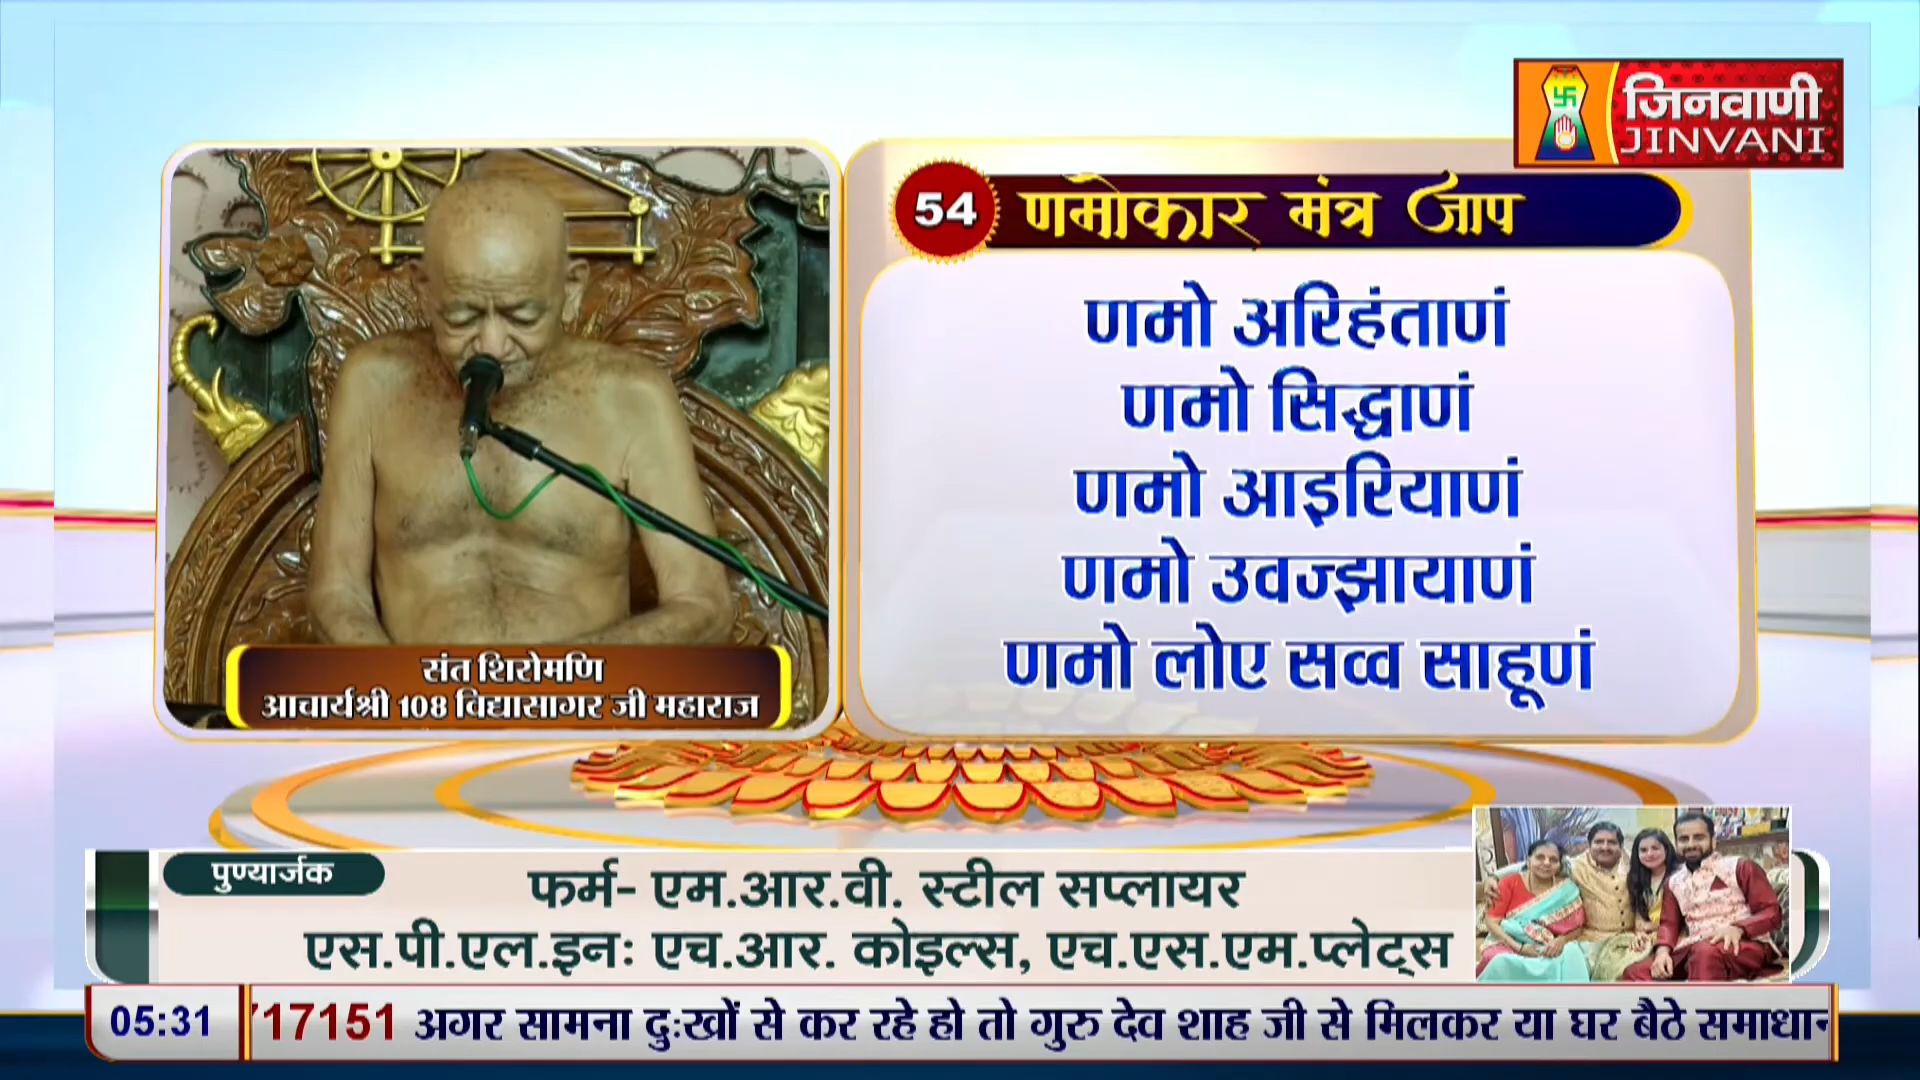 जिनवाणी
JINVANI
54 णमोकार मंत्र जाप
णमो अरिहंताणं
णमो सिद्धाणं
णमो आइरियाणं
णमो उवज्झायाणं
णमो लोए सव्व साहूणं
संत शिरोमणि
आचार्यश्री 108 विद्यासागर जी महाराज
पुण्यार्जक
फर्म- एम.आर.वी. स्टील सप्लायर
एस.पी.एल.इनः एच.आर. कोइल्स, एच.एस.एम.प्लेट्स
05:31 717151 अगर सामना दुःखों से कर रहे हो तो गुरु देव शाह जी से मिलकर या घर बैठे समाधान